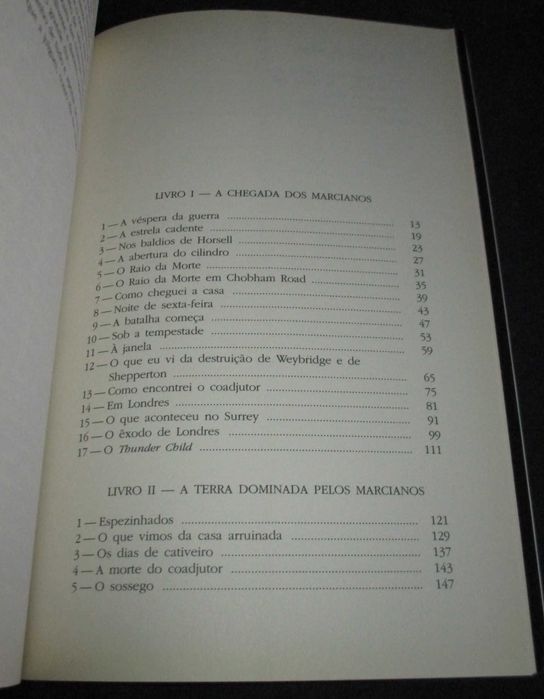 LIVRO I — A CHEGADA DOS MARCIANOS
1 — A véspera da guerra ........ 13
2 — A estrela cadente ........ 19
3 — Nos baldios de Horsell ........ 23
4 — A abertura do cilindro ........ 27
5 — O Raio da Morte ........ 31
6 — O Raio da Morte em Chobham Road ........ 35
7 — Como cheguei a casa ........ 39
8 — Noite de sexta-feira ........ 43
9 — A batalha começa ........ 47
10 — Sob a tempestade ........ 53
11 — À janela ........ 59
12 — O que eu vi da destruição de Weybridge e de
Shepperton ........ 65
13 — Como encontrei o coadjutor ........ 75
14 — Em Londres ........ 81
15 — O que aconteceu no Surrey ........ 91
16 — O êxodo de Londres ........ 99
17 — O Thunder Child ........ 111
LIVRO II — A TERRA DOMINADA PELOS MARCIANOS
1 — Espezinhados ........ 121
2 — O que vimos da casa arruinada ........ 129
3 — Os dias de cativeiro ........ 137
4 — A morte do coadjutor ........ 143
5 — O sossego ........ 147